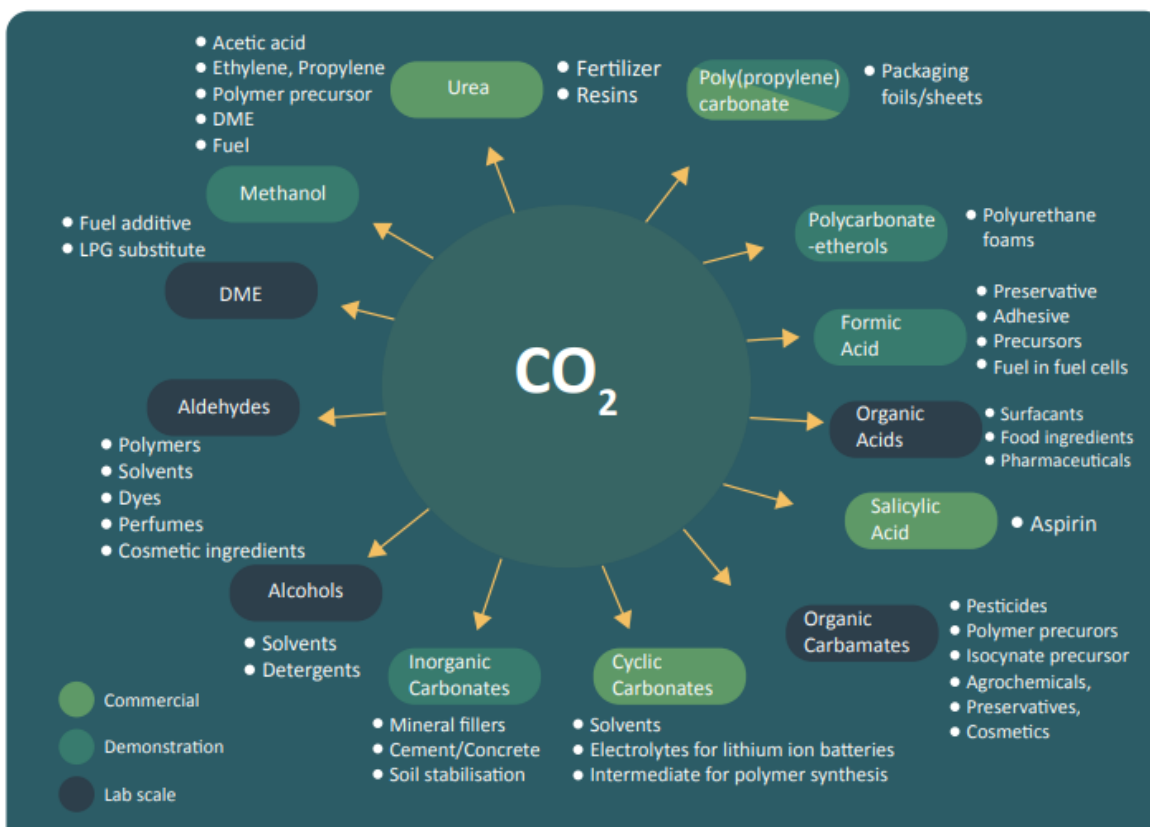 • Acetic acid
• Ethylene, Propylene
• Polymer precursor
• DME
• Fuel
Urea
• Fertilizer
• Resins
Poly(propylene)
carbonate
• Packaging
foils/sheets
Methanol
• Fuel additive
• LPG substitute
DME
Polycarbonate
-etherols
• Polyurethane
foams
Formic
Acid
• Preservative
• Adhesive
• Precursors
• Fuel in fuel cells
CO₂
Aldehydes
• Polymers
• Solvents
• Dyes
• Perfumes
• Cosmetic ingredients
Organic
Acids
• Surfacants
• Food ingredients
• Pharmaceuticals
Salicylic
Acid
• Aspirin
Alcohols
• Solvents
• Detergents
Inorganic
Carbonates
• Mineral fillers
• Cement/Concrete
• Soil stabilisation
Cyclic
Carbonates
• Solvents
• Electrolytes for lithium ion batteries
• Intermediate for polymer synthesis
Organic
Carbamates
• Pesticides
• Polymer precurors
• Isocynate precursor
• Agrochemicals,
• Preservatives,
• Cosmetics
Commercial
Demonstration
Lab scale